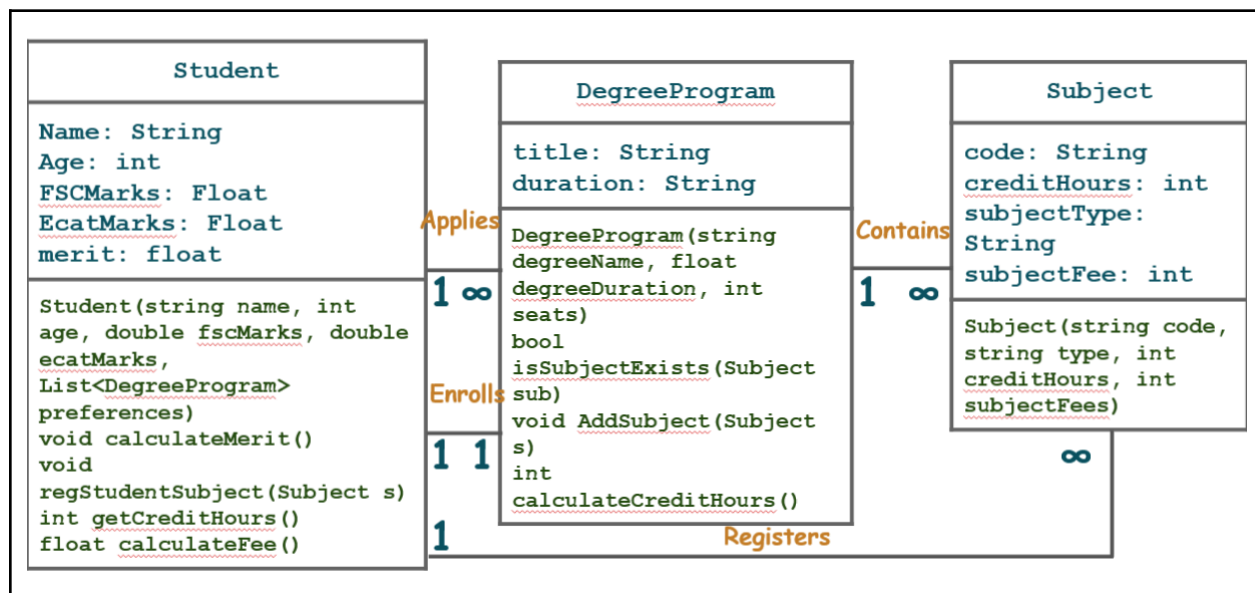 Student
Name: String
Age: int
FSCMarks: Float
EcatMarks: Float
merit: float
Student(string name, int
age, double fscMarks, double
ecatMarks,
List<DegreeProgram>
preferences)
void calculateMerit()
void
regStudentSubject(Subject s)
int getCreditHours()
float calculateFee()
Applies
1 ∞
Enrolls
1 1
DegreeProgram
title: String
duration: String
DegreeProgram(string
degreeName, float
degreeDuration, int
seats)
bool
isSubjectExists(Subject
sub)
void AddSubject(Subject
s)
int
calculateCreditHours()
Contains
1 ∞
Subject
code: String
creditHours: int
subjectType:
String
subjectFee: int
Subject(string code,
string type, int
creditHours, int
subjectFees)
∞
1
Registers